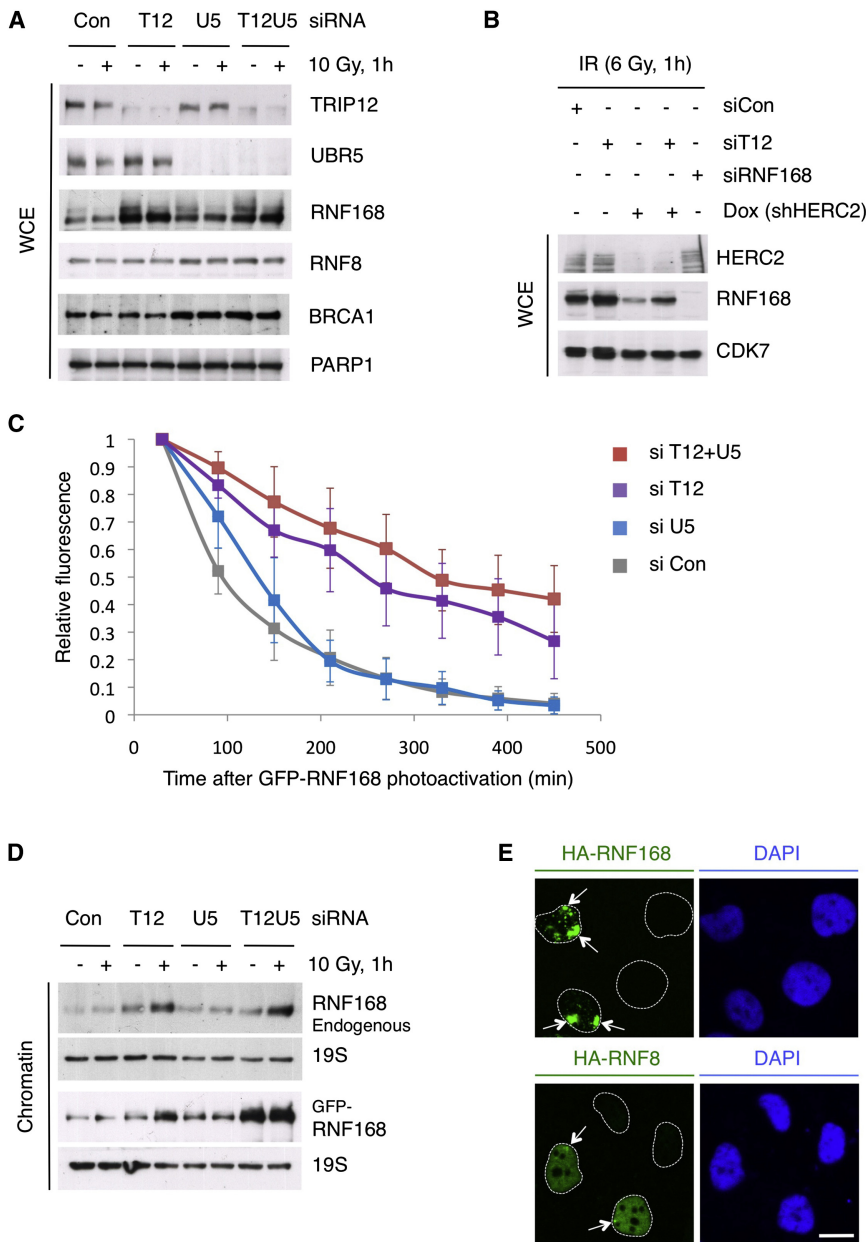 A
Con T12 U5 T12U5 siRNA
- + - + - + - + 10 Gy, 1h
WCE
TRIP12
UBR5
RNF168
RNF8
BRCA1
PARP1
B
IR (6 Gy, 1h)
+ - - - - siCon
- + - + - siT12
- - - - + siRNF168
- - + + - Dox (shHERC2)
WCE
HERC2
RNF168
CDK7
C
Relative fluorescence
1
0.9
0.8
0.7
0.6
0.5
0.4
0.3
0.2
0.1
0
0 100 200 300 400 500
Time after GFP-RNF168 photoactivation (min)
si T12+U5
si T12
si U5
si Con
D
Con T12 U5 T12U5 siRNA
- + - + - + - + 10 Gy, 1h
Chromatin
RNF168
Endogenous
19S
GFP-
RNF168
19S
E
HA-RNF168 DAPI
HA-RNF8 DAPI